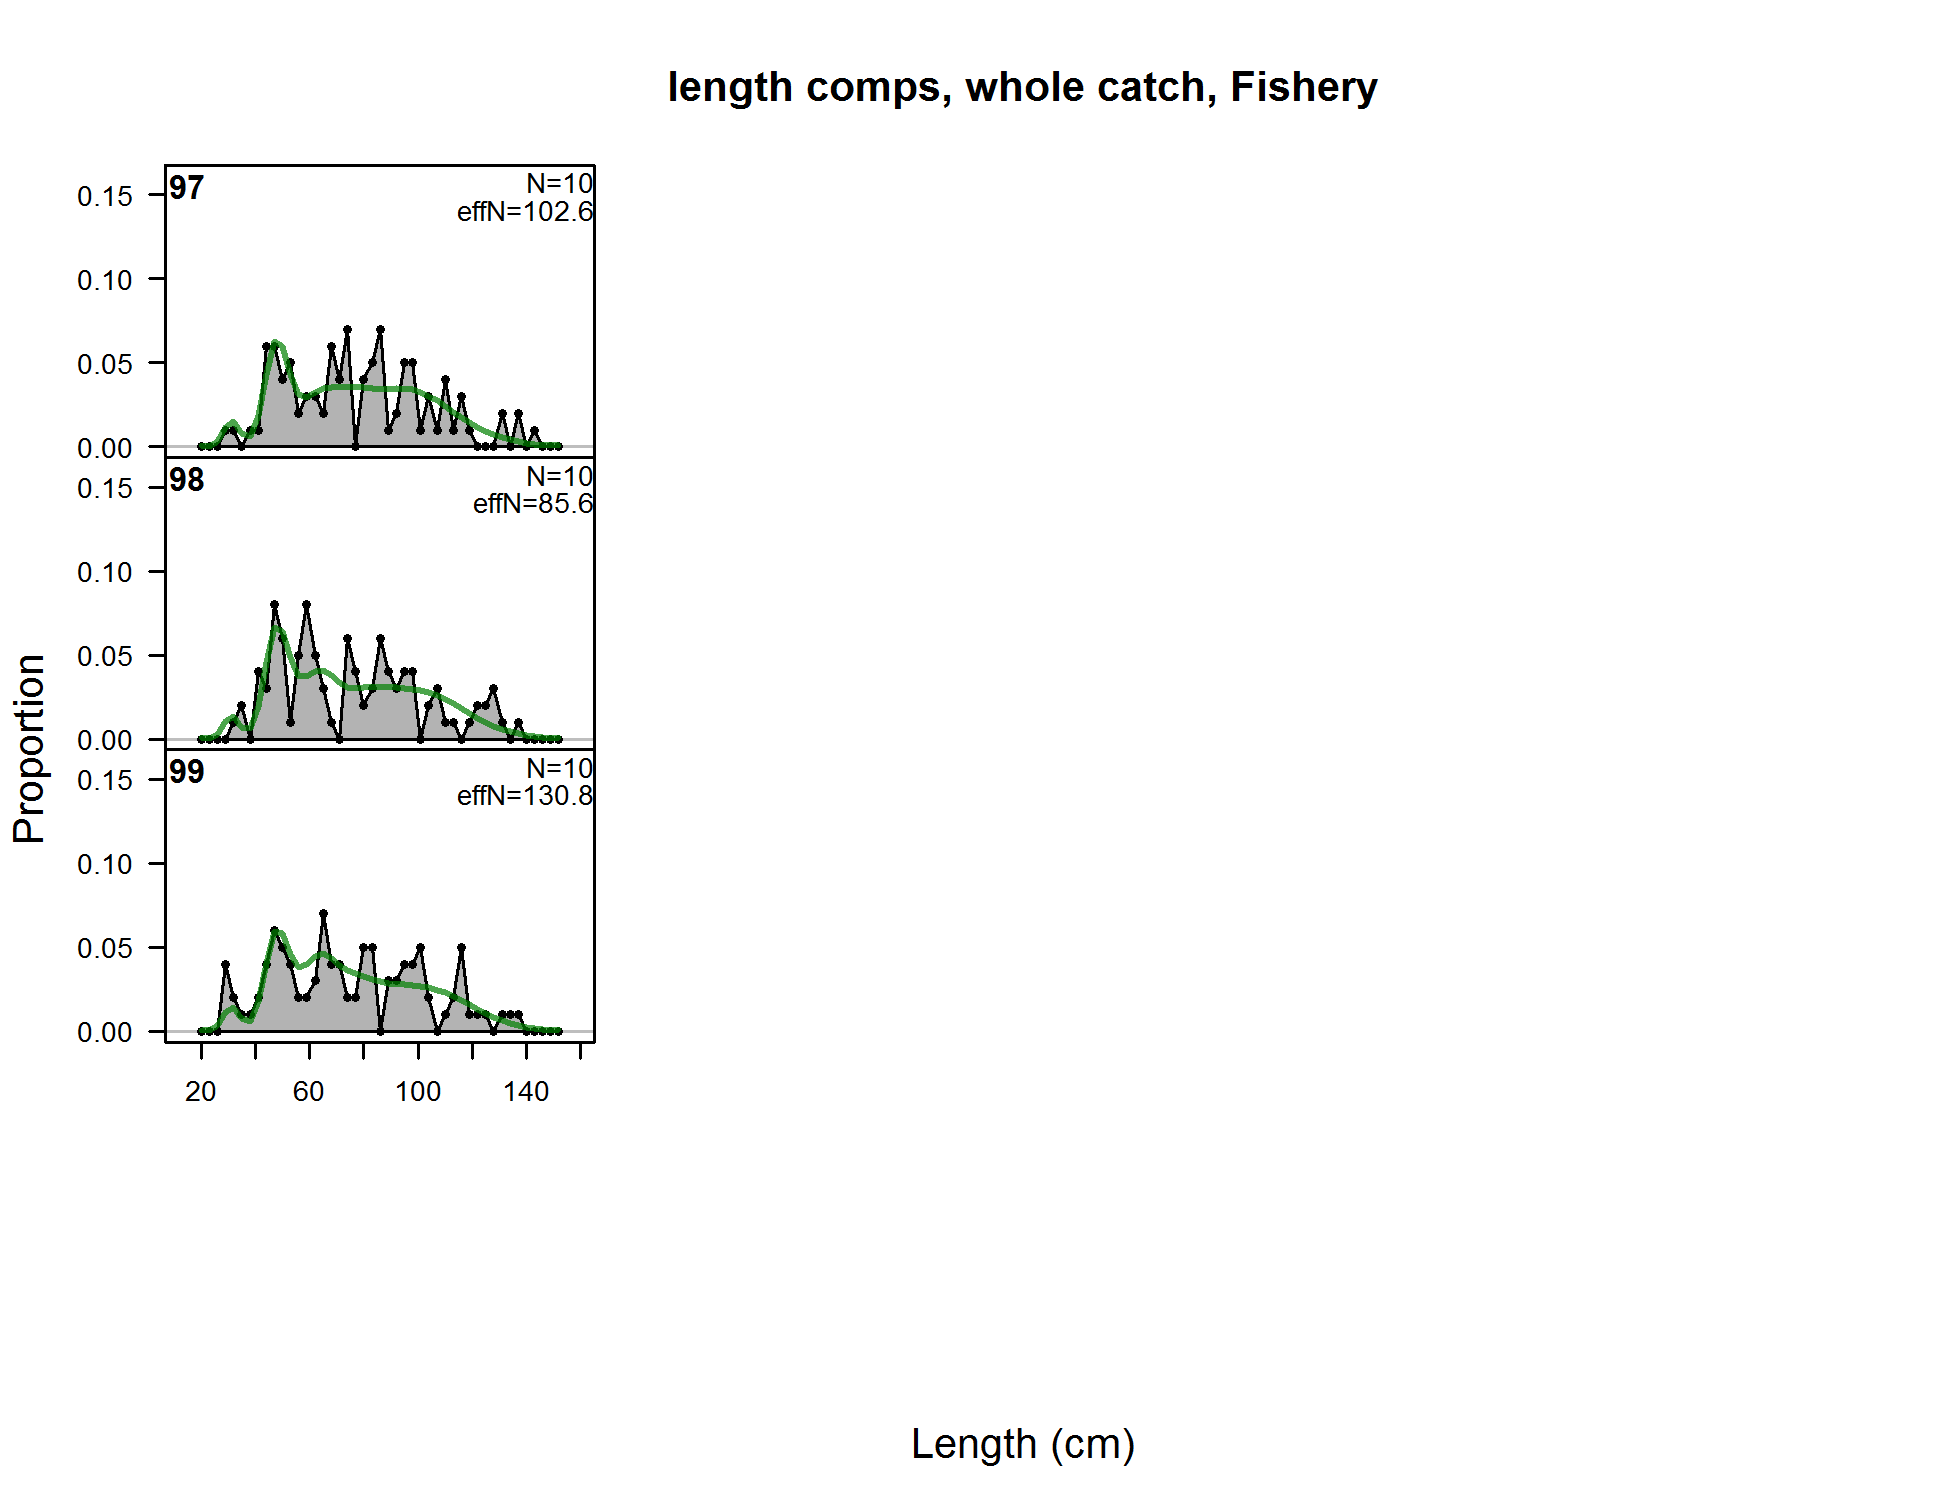 length comps, whole catch, Fishery
97
N=10
effN=102.6
0.15
0.10
0.05
0.00
98
N=10
effN=85.6
0.15
0.10
0.05
0.00
99
N=10
effN=130.8
0.15
0.10
0.05
0.00
20 60 100 140
Proportion
Length (cm)